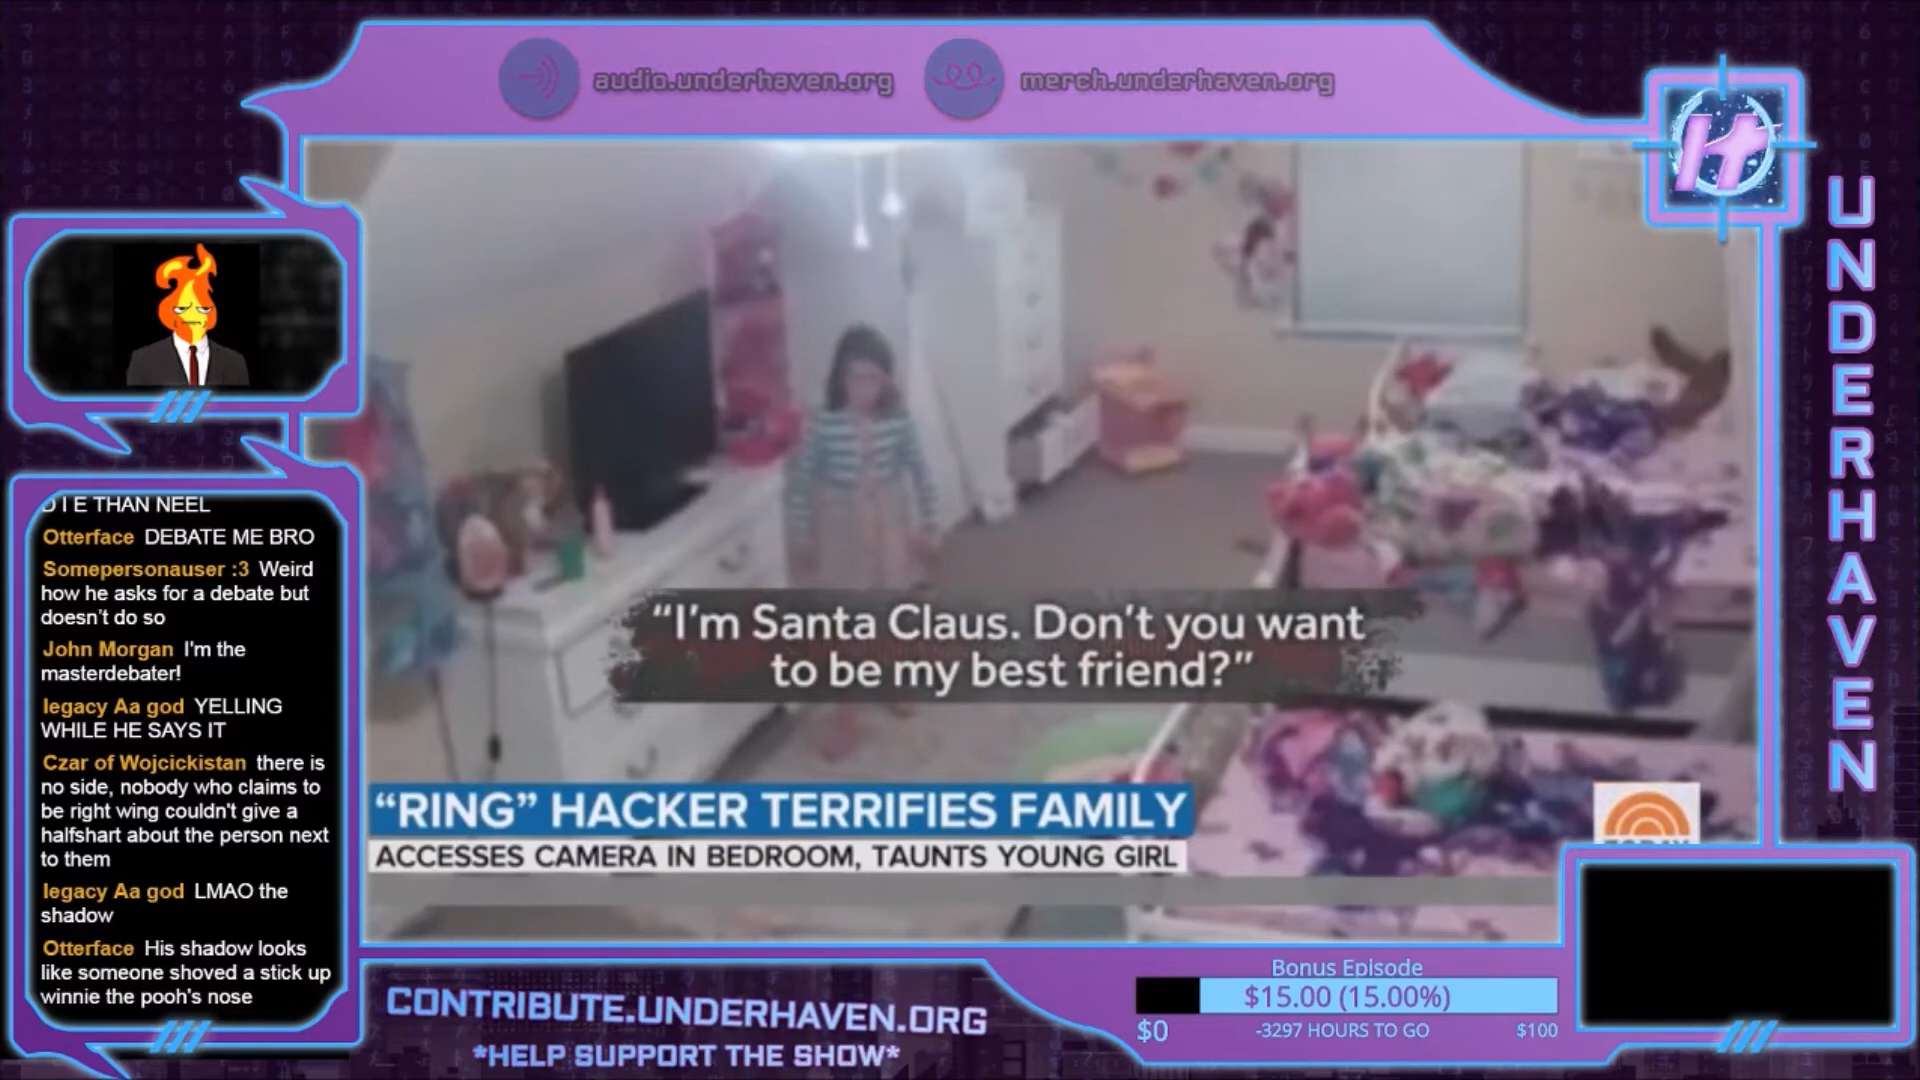 audio.underhaven.org
merch.underhaven.org
UNDERHAVEN
D I E THAN NEEL
Otterface DEBATE ME BRO
Somepersonauser :3 Weird
how he asks for a debate but
doesn't do so
John Morgan I'm the
masterdebater!
legacy Aa god YELLING
WHILE HE SAYS IT
Czar of Wojcickistan there is
no side, nobody who claims to
be right wing couldn't give a
halfshart about the person next
to them
legacy Aa god LMAO the
shadow
Otterface His shadow looks
like someone shoved a stick up
winnie the pooh's nose
“I’m Santa Claus. Don’t you want
to be my best friend?”
“RING” HACKER TERRIFIES FAMILY
ACCESSES CAMERA IN BEDROOM, TAUNTS YOUNG GIRL
CONTRIBUTE.UNDERHAVEN.ORG
*HELP SUPPORT THE SHOW*
Bonus Episode
$15.00 (15.00%)
$0
-3297 HOURS TO GO
$100